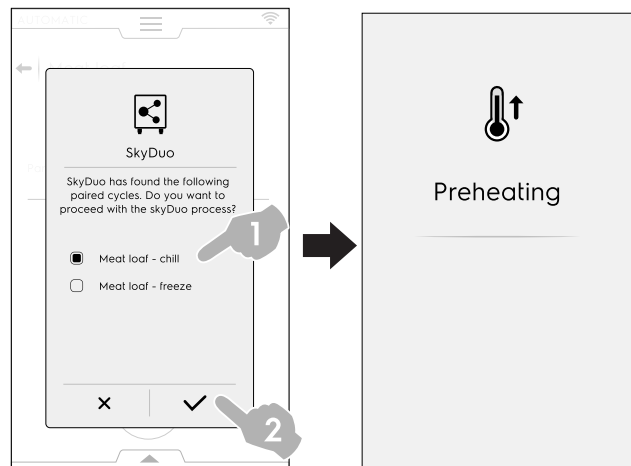 AUTOMATIC
SkyDuo
SkyDuo has found the following
paired cycles. Do you want to
proceed with the skyDuo process?
1
Meat loaf - chill
Meat loaf - freeze
2
Preheating